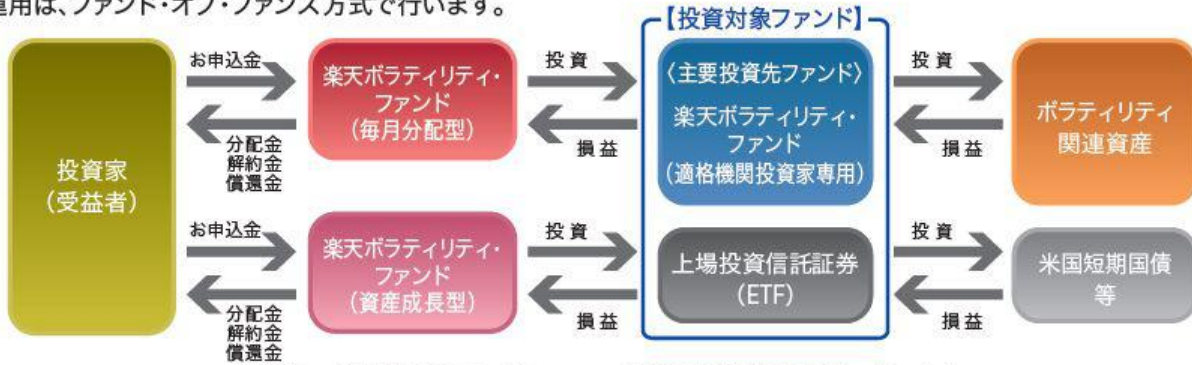 運用は、ファンド・オブ・ファンズ方式で行います。
【投資対象ファンド】
投資家
(受益者)
お申込金
分配金
解約金
償還金
楽天ボラティリティ・
ファンド
(毎月分配型)
投資
損益
〈主要投資先ファンド〉
楽天ボラティリティ・
ファンド
(適格機関投資家専用)
投資
損益
ボラティリティ
関連資産
お申込金
分配金
解約金
償還金
楽天ボラティリティ・
ファンド
(資産成長型)
投資
損益
上場投資信託証券
(ETF)
投資
損益
米国短期国債
等